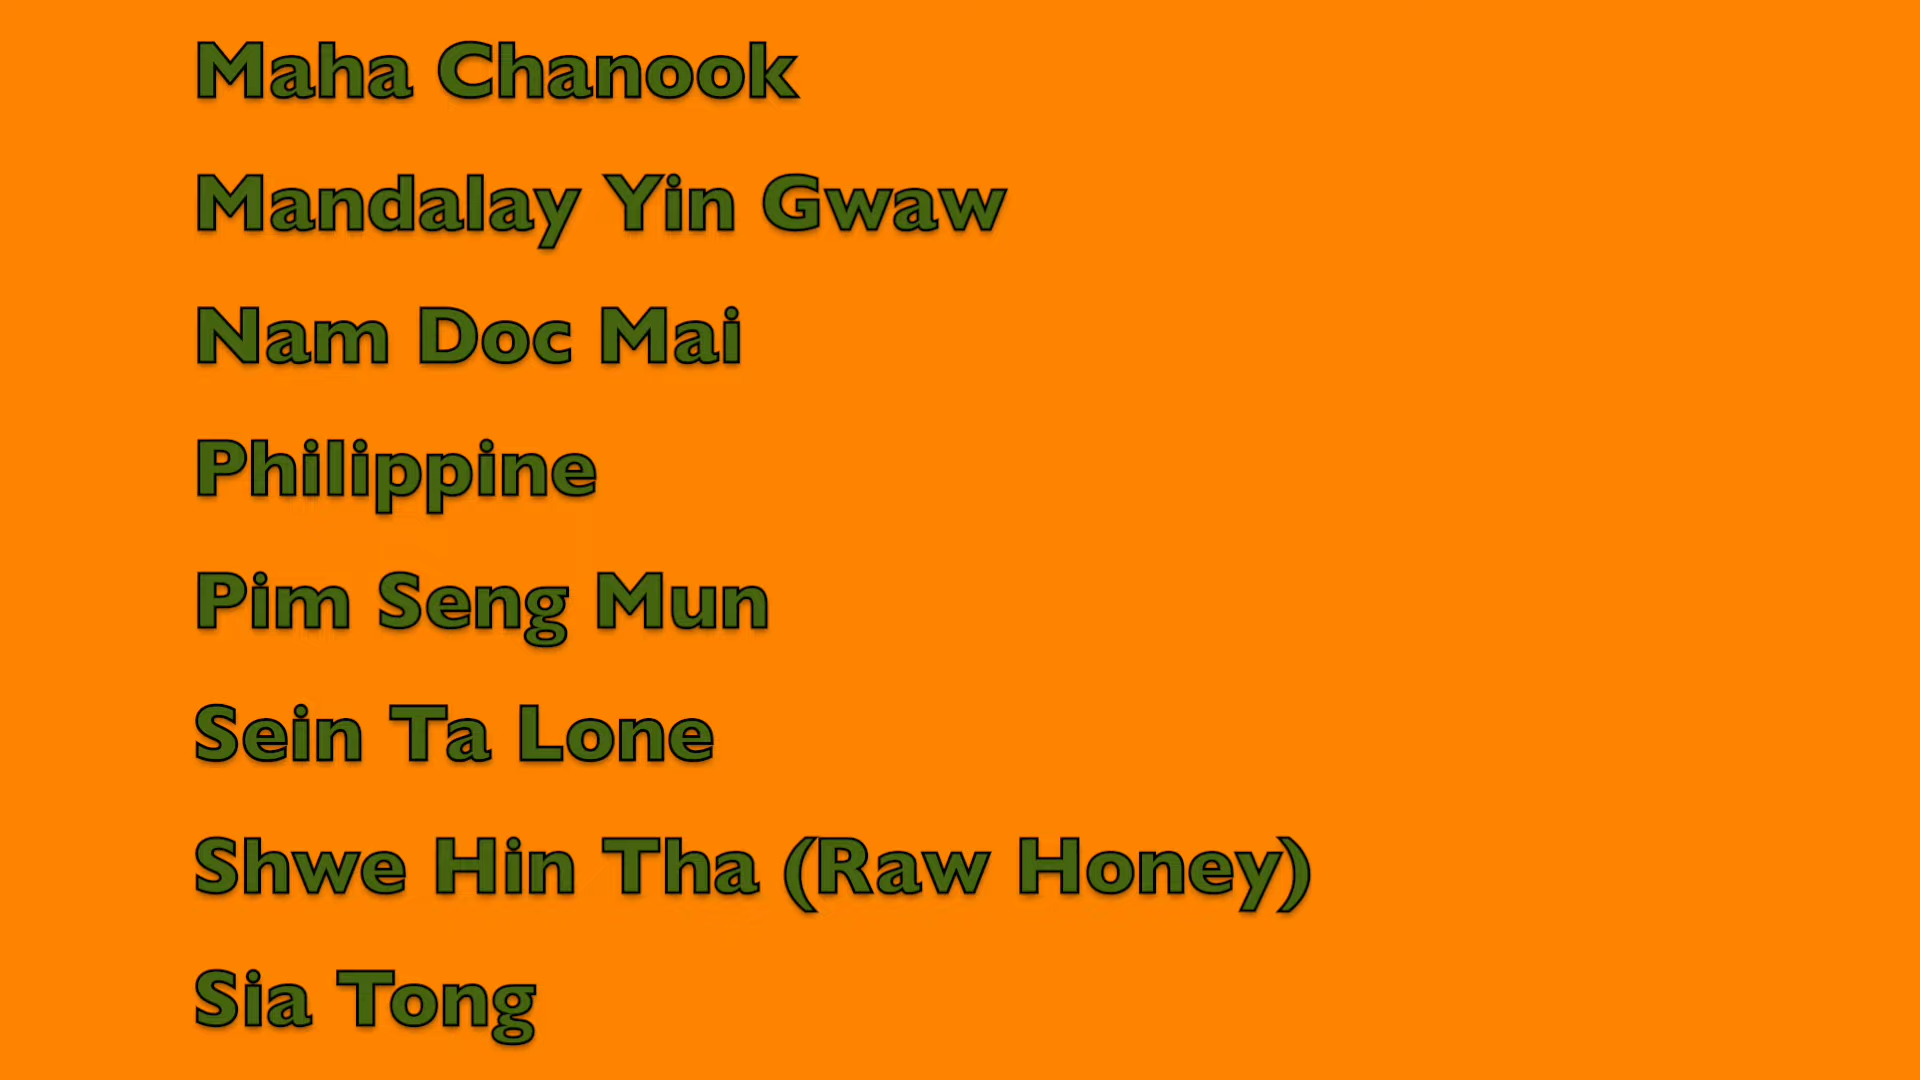 Maha Chanook
Mandalay Yin Gwaw
Nam Doc Mai
Philippine
Pim Seng Mun
Sein Ta Lone
Shwe Hin Tha (Raw Honey)
Sia Tong